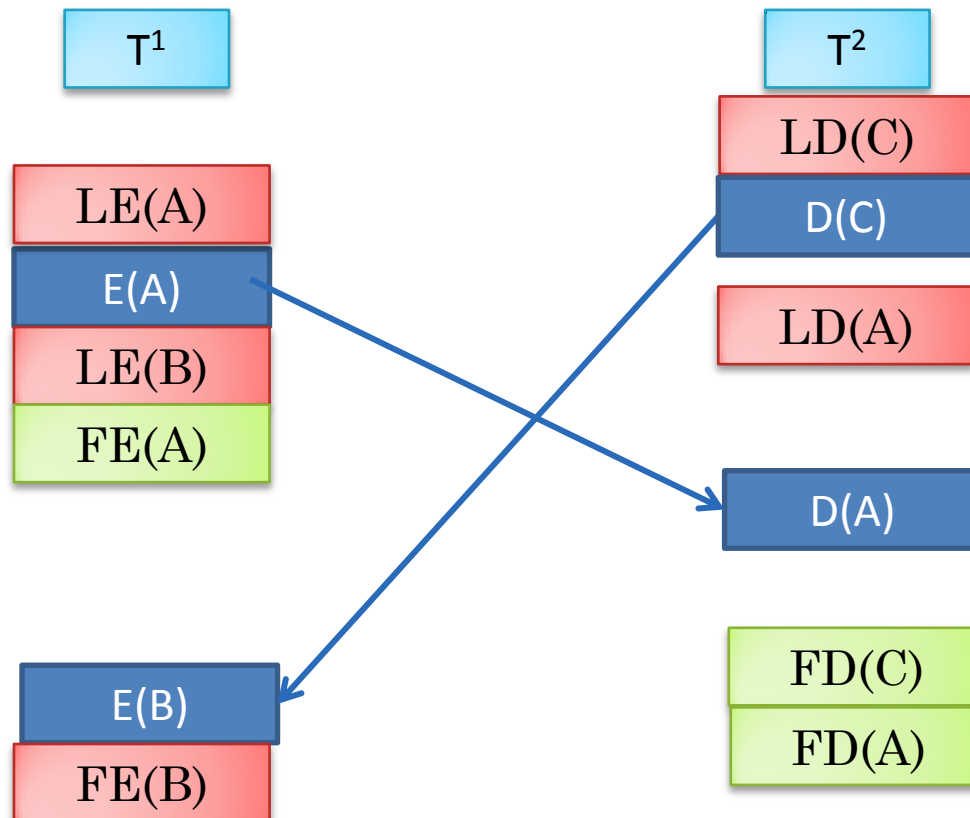 T¹
T²
LD(C)
LE(A)
D(C)
E(A)
LD(A)
LE(B)
FE(A)
D(A)
FD(C)
E(B)
FD(A)
FE(B)